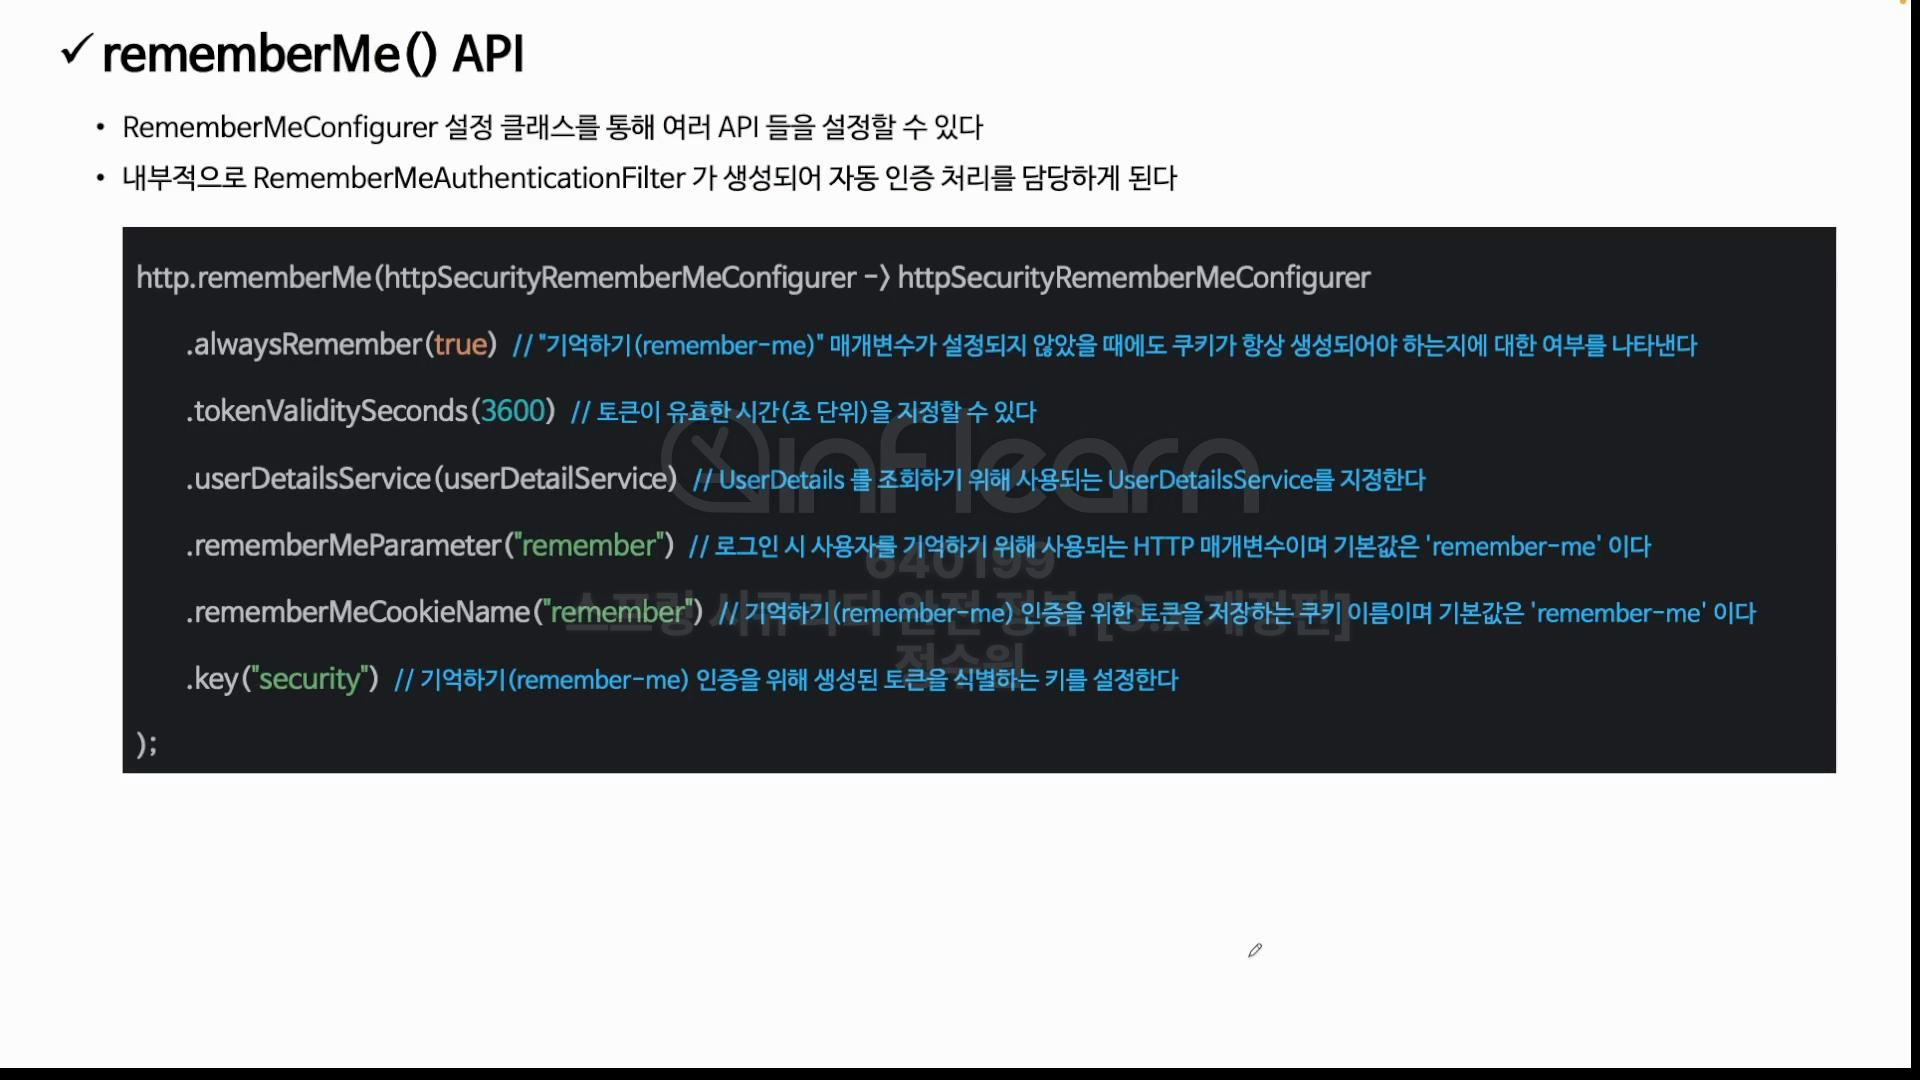 ✓ rememberMe() API
• RememberMeConfigurer 설정 클래스를 통해 여러 API 들을 설정할 수 있다
• 내부적으로 RememberMeAuthenticationFilter 가 생성되어 자동 인증 처리를 담당하게 된다
http.rememberMe(httpSecurityRememberMeConfigurer -> httpSecurityRememberMeConfigurer
.alwaysRemember(true) // "기억하기(remember-me)" 매개변수가 설정되지 않았을 때에도 쿠키가 항상 생성되어야 하는지에 대한 여부를 나타낸다
.tokenValiditySeconds(3600) // 토큰이 유효한 시간(초 단위)을 지정할 수 있다
.userDetailsService(userDetailService) // UserDetails 를 조회하기 위해 사용되는 UserDetailsService를 지정한다
.rememberMeParameter("remember") // 로그인 시 사용자를 기억하기 위해 사용되는 HTTP 매개변수이며 기본값은 'remember-me' 이다
.rememberMeCookieName("remember") // 기억하기(remember-me) 인증을 위한 토큰을 저장하는 쿠키 이름이며 기본값은 'remember-me' 이다
.key("security") // 기억하기(remember-me) 인증을 위해 생성된 토큰을 식별하는 키를 설정한다
);
inflearn
640199
스프링 시큐리티 완전 정복 [6.x 개정판]